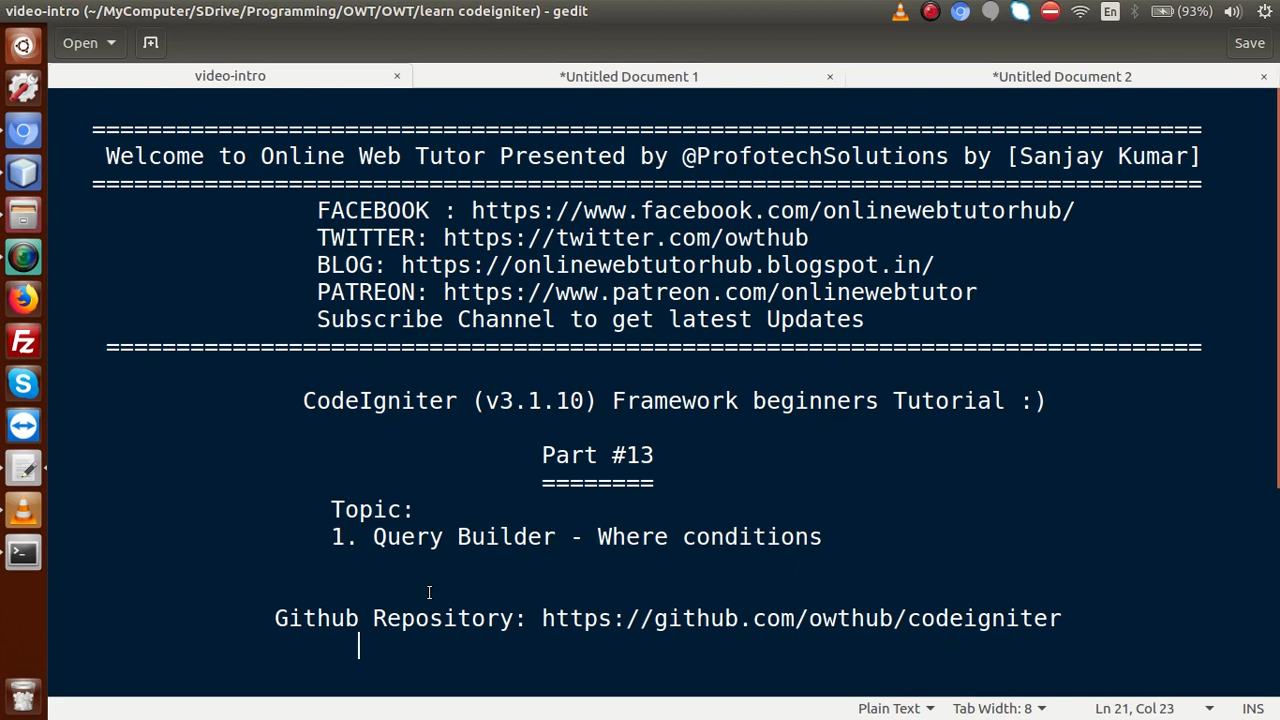 video-intro (~/MyComputer/SDrive/Programming/OWT/OWT/learn codeigniter) - gedit
En
(93%)
Open
Save
video-intro
*Untitled Document 1
*Untitled Document 2
===============================================================================
Welcome to Online Web Tutor Presented by @ProfotechSolutions by [Sanjay Kumar]
===============================================================================
FACEBOOK : https://www.facebook.com/onlinewebtutorhub/
TWITTER: https://twitter.com/owthub
BLOG: https://onlinewebtutorhub.blogspot.in/
PATREON: https://www.patreon.com/onlinewebtutor
Subscribe Channel to get latest Updates
==============================================================================
CodeIgniter (v3.1.10) Framework beginners Tutorial :)
Part #13
========
Topic:
1. Query Builder - Where conditions
Github Repository: https://github.com/owthub/codeigniter
Plain Text
Tab Width: 8
Ln 21, Col 23
INS